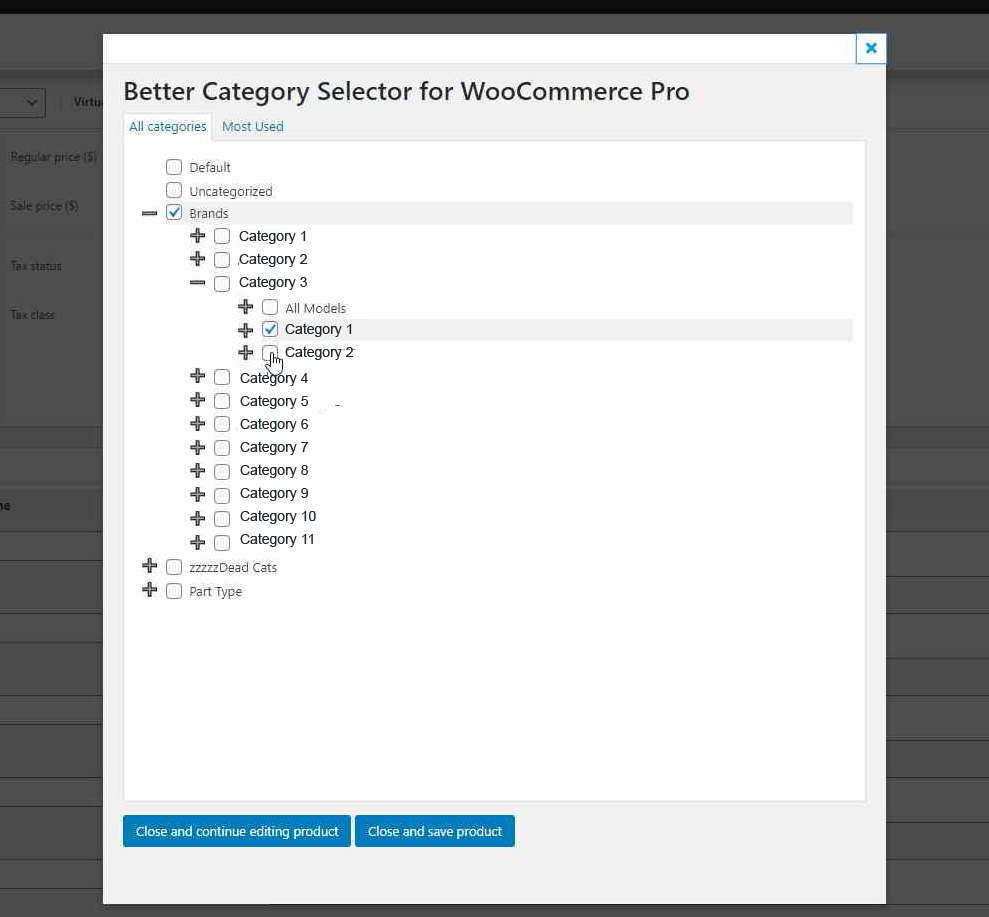 Better Category Selector for WooCommerce Pro
All categories Most Used
Regular price ($)
Sale price ($)
Tax status
Tax class
Default
Uncategorized
Brands
Category 1
Category 2
Category 3
All Models
Category 1
Category 2
Category 4
Category 5
Category 6
Category 7
Category 8
Category 9
Category 10
Category 11
zzzzzDead Cats
Part Type
Close and continue editing product Close and save product